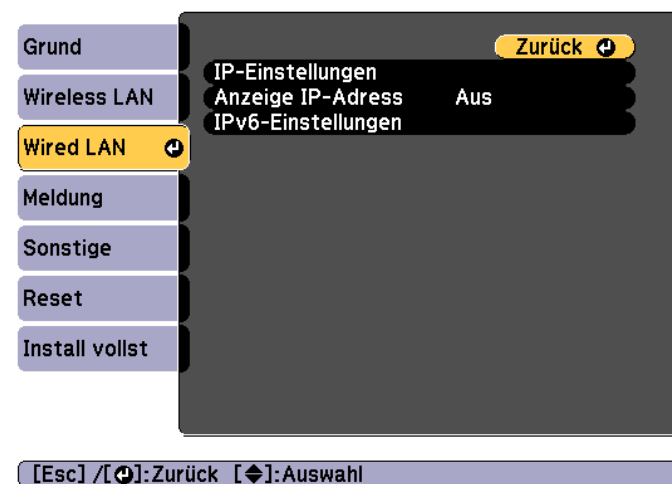 Grund
Wireless LAN
Wired LAN
Meldung
Sonstige
Reset
Install vollst
Zurück
IP-Einstellungen
Anzeige IP-Adress Aus
IPv6-Einstellungen
[Esc] /[⏎]:Zurück [◆]:Auswahl